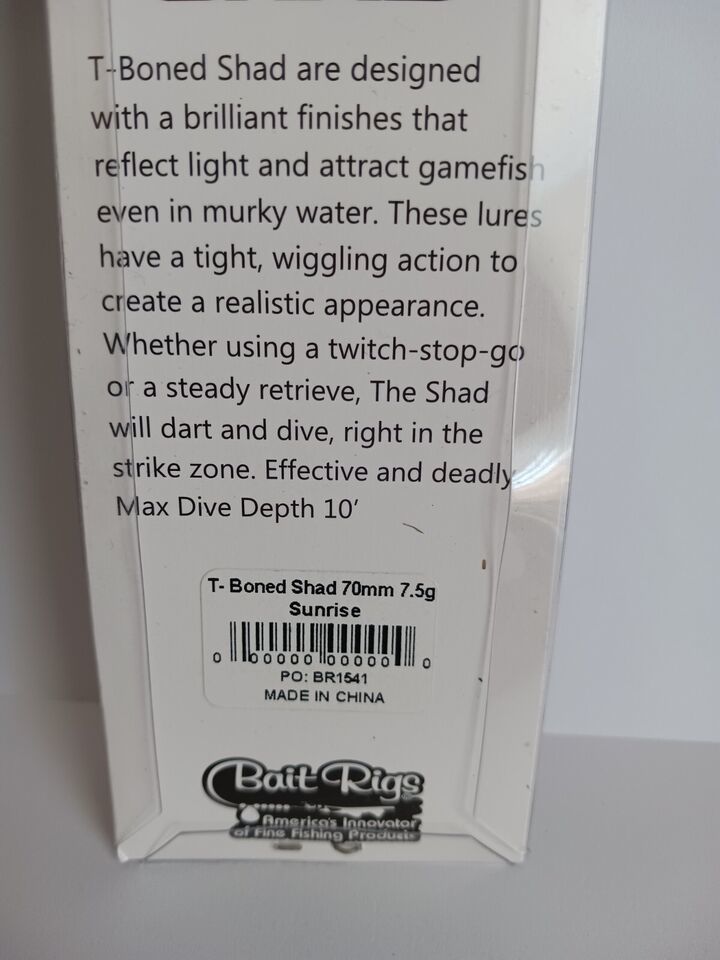 T-Boned Shad are designed
with a brilliant finishes that
reflect light and attract gamefish
even in murky water. These lures
have a tight, wiggling action to
create a realistic appearance.
Whether using a twitch-stop-go
or a steady retrieve, The Shad
will dart and dive, right in the
strike zone. Effective and deadly
Max Dive Depth 10'
T- Boned Shad 70mm 7.5g
Sunrise
0 00000 00000 0
PO: BR1541
MADE IN CHINA
Bait Rigs
America's Innovator
of Fine Fishing Products